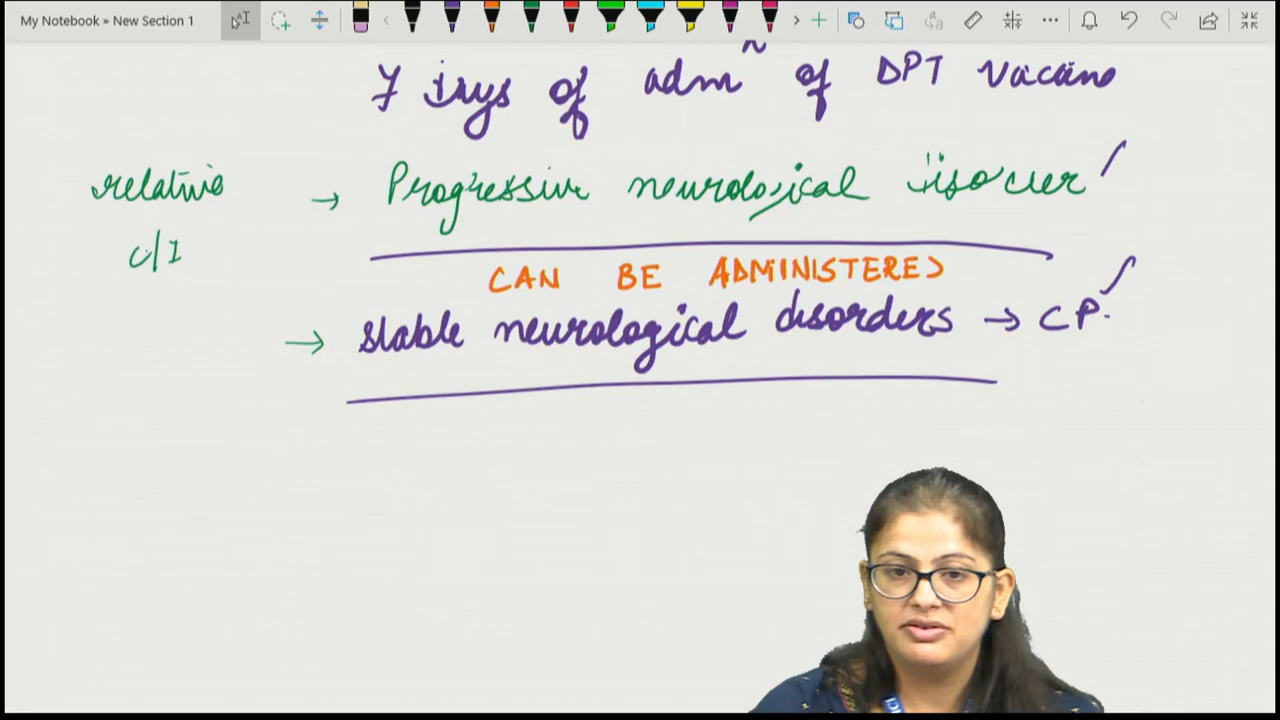 My Notebook » New Section 1
7 days of admⁿ of DPT vaccine
relative → Progressive neurological disorder
C/I
CAN BE ADMINISTERED
→ Stable neurological disorders → CP.